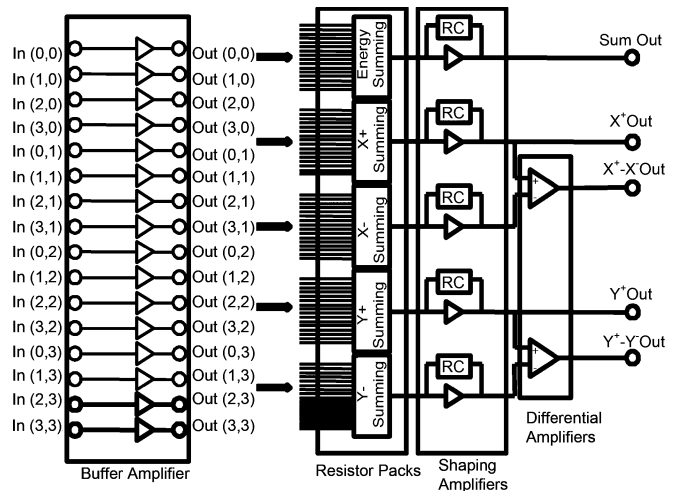 In (0,0)
In (1,0)
In (2,0)
In (3,0)
In (0,1)
In (1,1)
In (2,1)
In (3,1)
In (0,2)
In (1,2)
In (2,2)
In (3,2)
In (0,3)
In (1,3)
In (2,3)
In (3,3)
Buffer Amplifier
Out (0,0)
Out (1,0)
Out (2,0)
Out (3,0)
Out (0,1)
Out (1,1)
Out (2,1)
Out (3,1)
Out (0,2)
Out (1,2)
Out (2,2)
Out (3,2)
Out (0,3)
Out (1,3)
Out (2,3)
Out (3,3)
Energy
Summing
X+
Summing
X-
Summing
Y+
Summing
Y-
Summing
Resistor Packs
RC
RC
RC
RC
RC
Shaping
Amplifiers
+
-
+
-
Differential
Amplifiers
Sum Out
X⁺Out
X⁺-X⁻Out
Y⁺Out
Y⁺-Y⁻Out